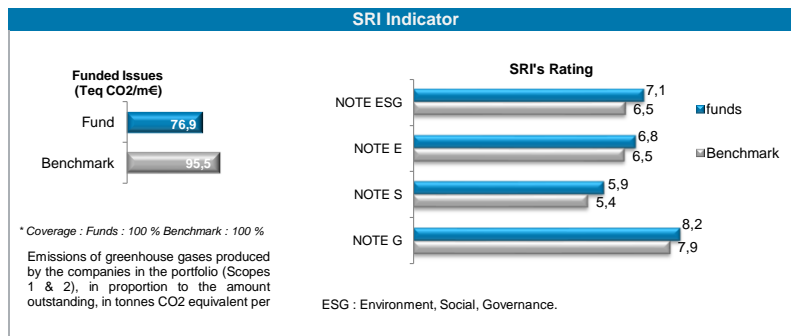 SRI Indicator
Funded Issues
(Teq CO2/m€)
Fund
76,9
Benchmark
95,5
* Coverage : Funds : 100 % Benchmark : 100 %
Emissions of greenhouse gases produced
by the companies in the portfolio (Scopes
1 & 2), in proportion to the amount
outstanding, in tonnes CO2 equivalent per
SRI's Rating
NOTE ESG
7,1
6,5
NOTE E
6,8
6,5
NOTE S
5,9
5,4
NOTE G
8,2
7,9
funds
Benchmark
ESG : Environment, Social, Governance.